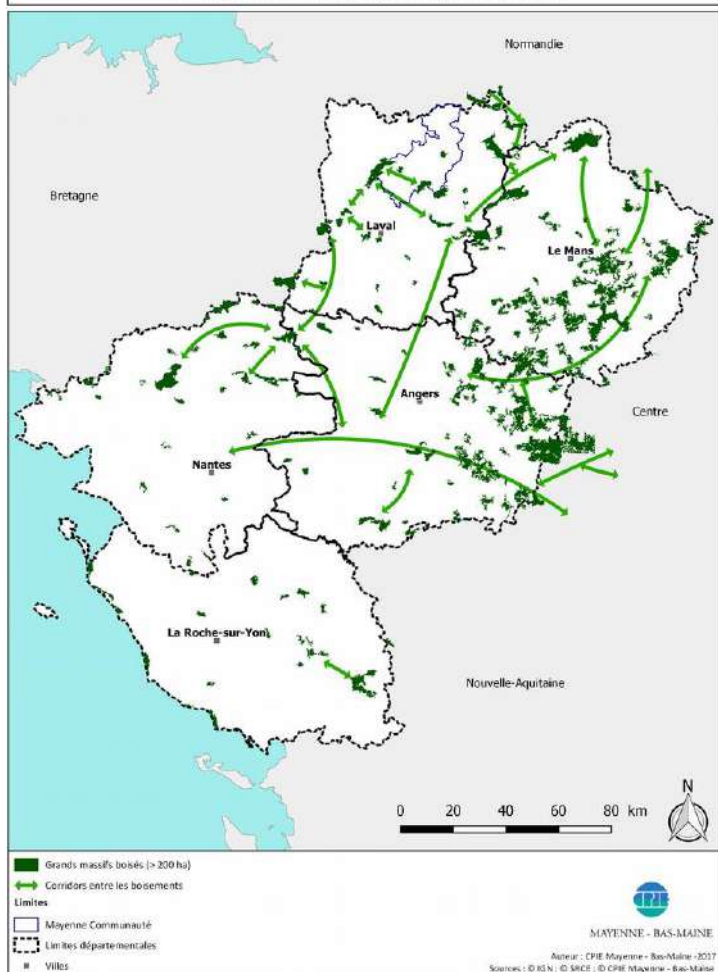 Normandie
Bretagne
Laval
Le Mans
Angers
Centre
Nantes
La Roche-sur-Yon
Nouvelle-Aquitaine
N
0 20 40 60 80 km
Grands massifs boisés (> 200 ha)
Corridors entre les boisements
Limites
Mayenne Communauté
Limites départementales
Villes
CPIE
MAYENNE - BAS-MAINE
Auteur : CPIE Mayenne - Bas-Maine -2017
Sources : © IGN ; © SRCE ; © CPIE Mayenne - Bas-Maine